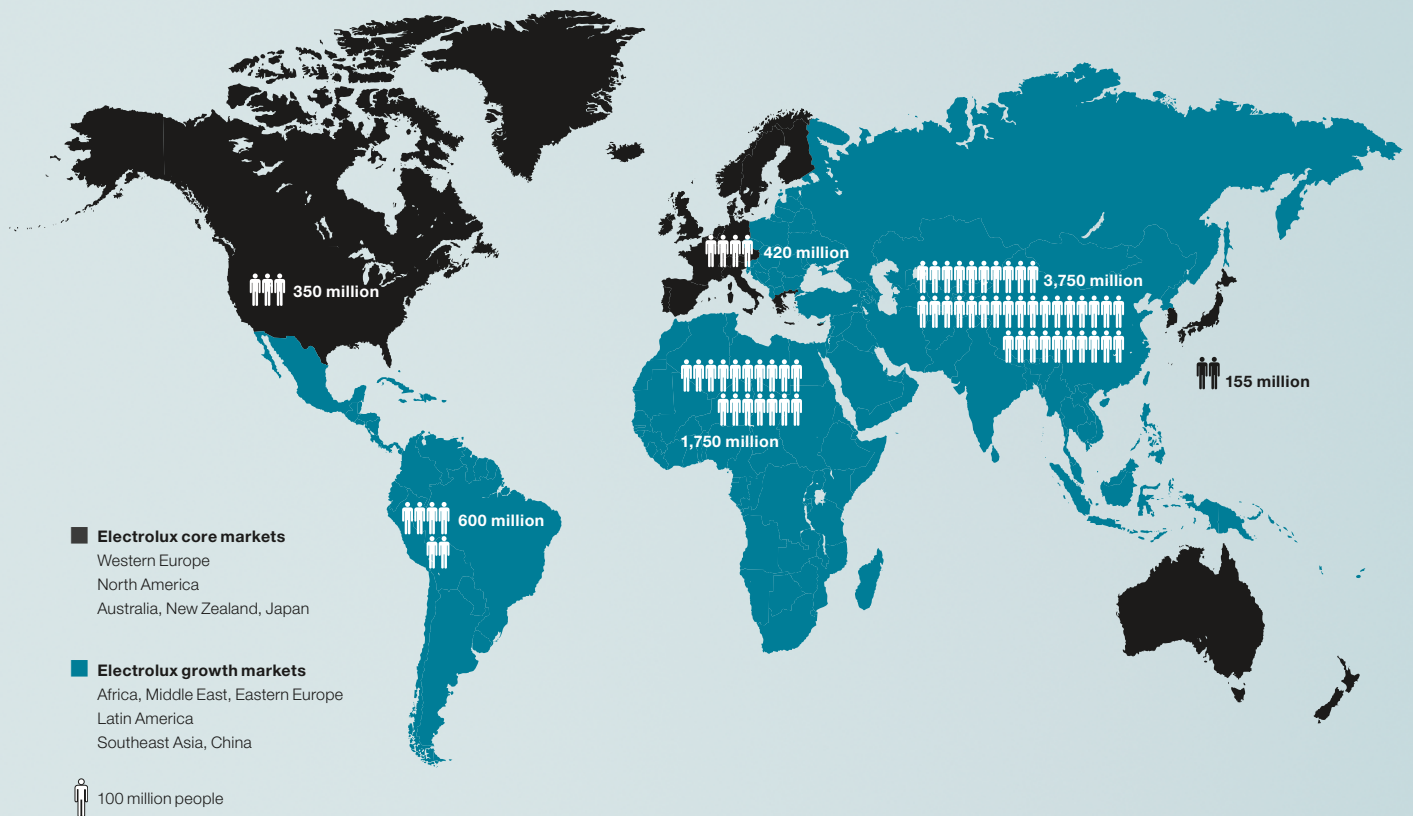 350 million
420 million
3,750 million
155 million
1,750 million
600 million
Electrolux core markets
Western Europe
North America
Australia, New Zealand, Japan
Electrolux growth markets
Africa, Middle East, Eastern Europe
Latin America
Southeast Asia, China
100 million people